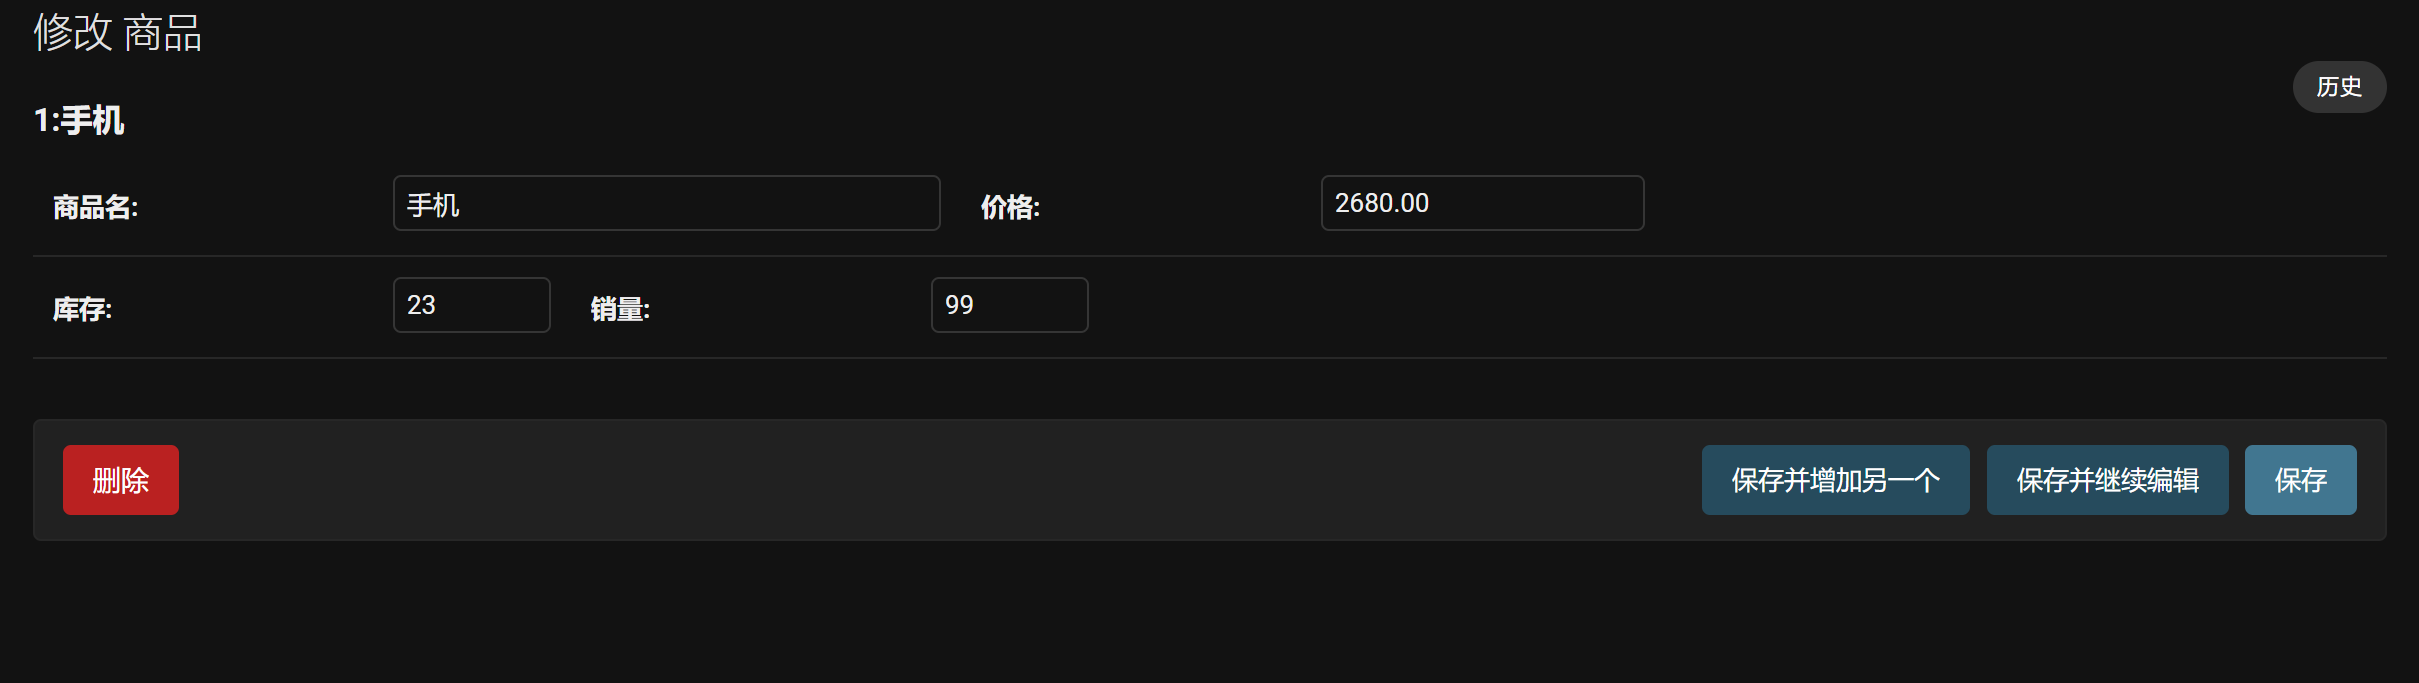 修改 商品
历史
1:手机
商品名: 手机 价格: 2680.00
库存: 23 销量: 99
删除 保存并增加另一个 保存并继续编辑 保存